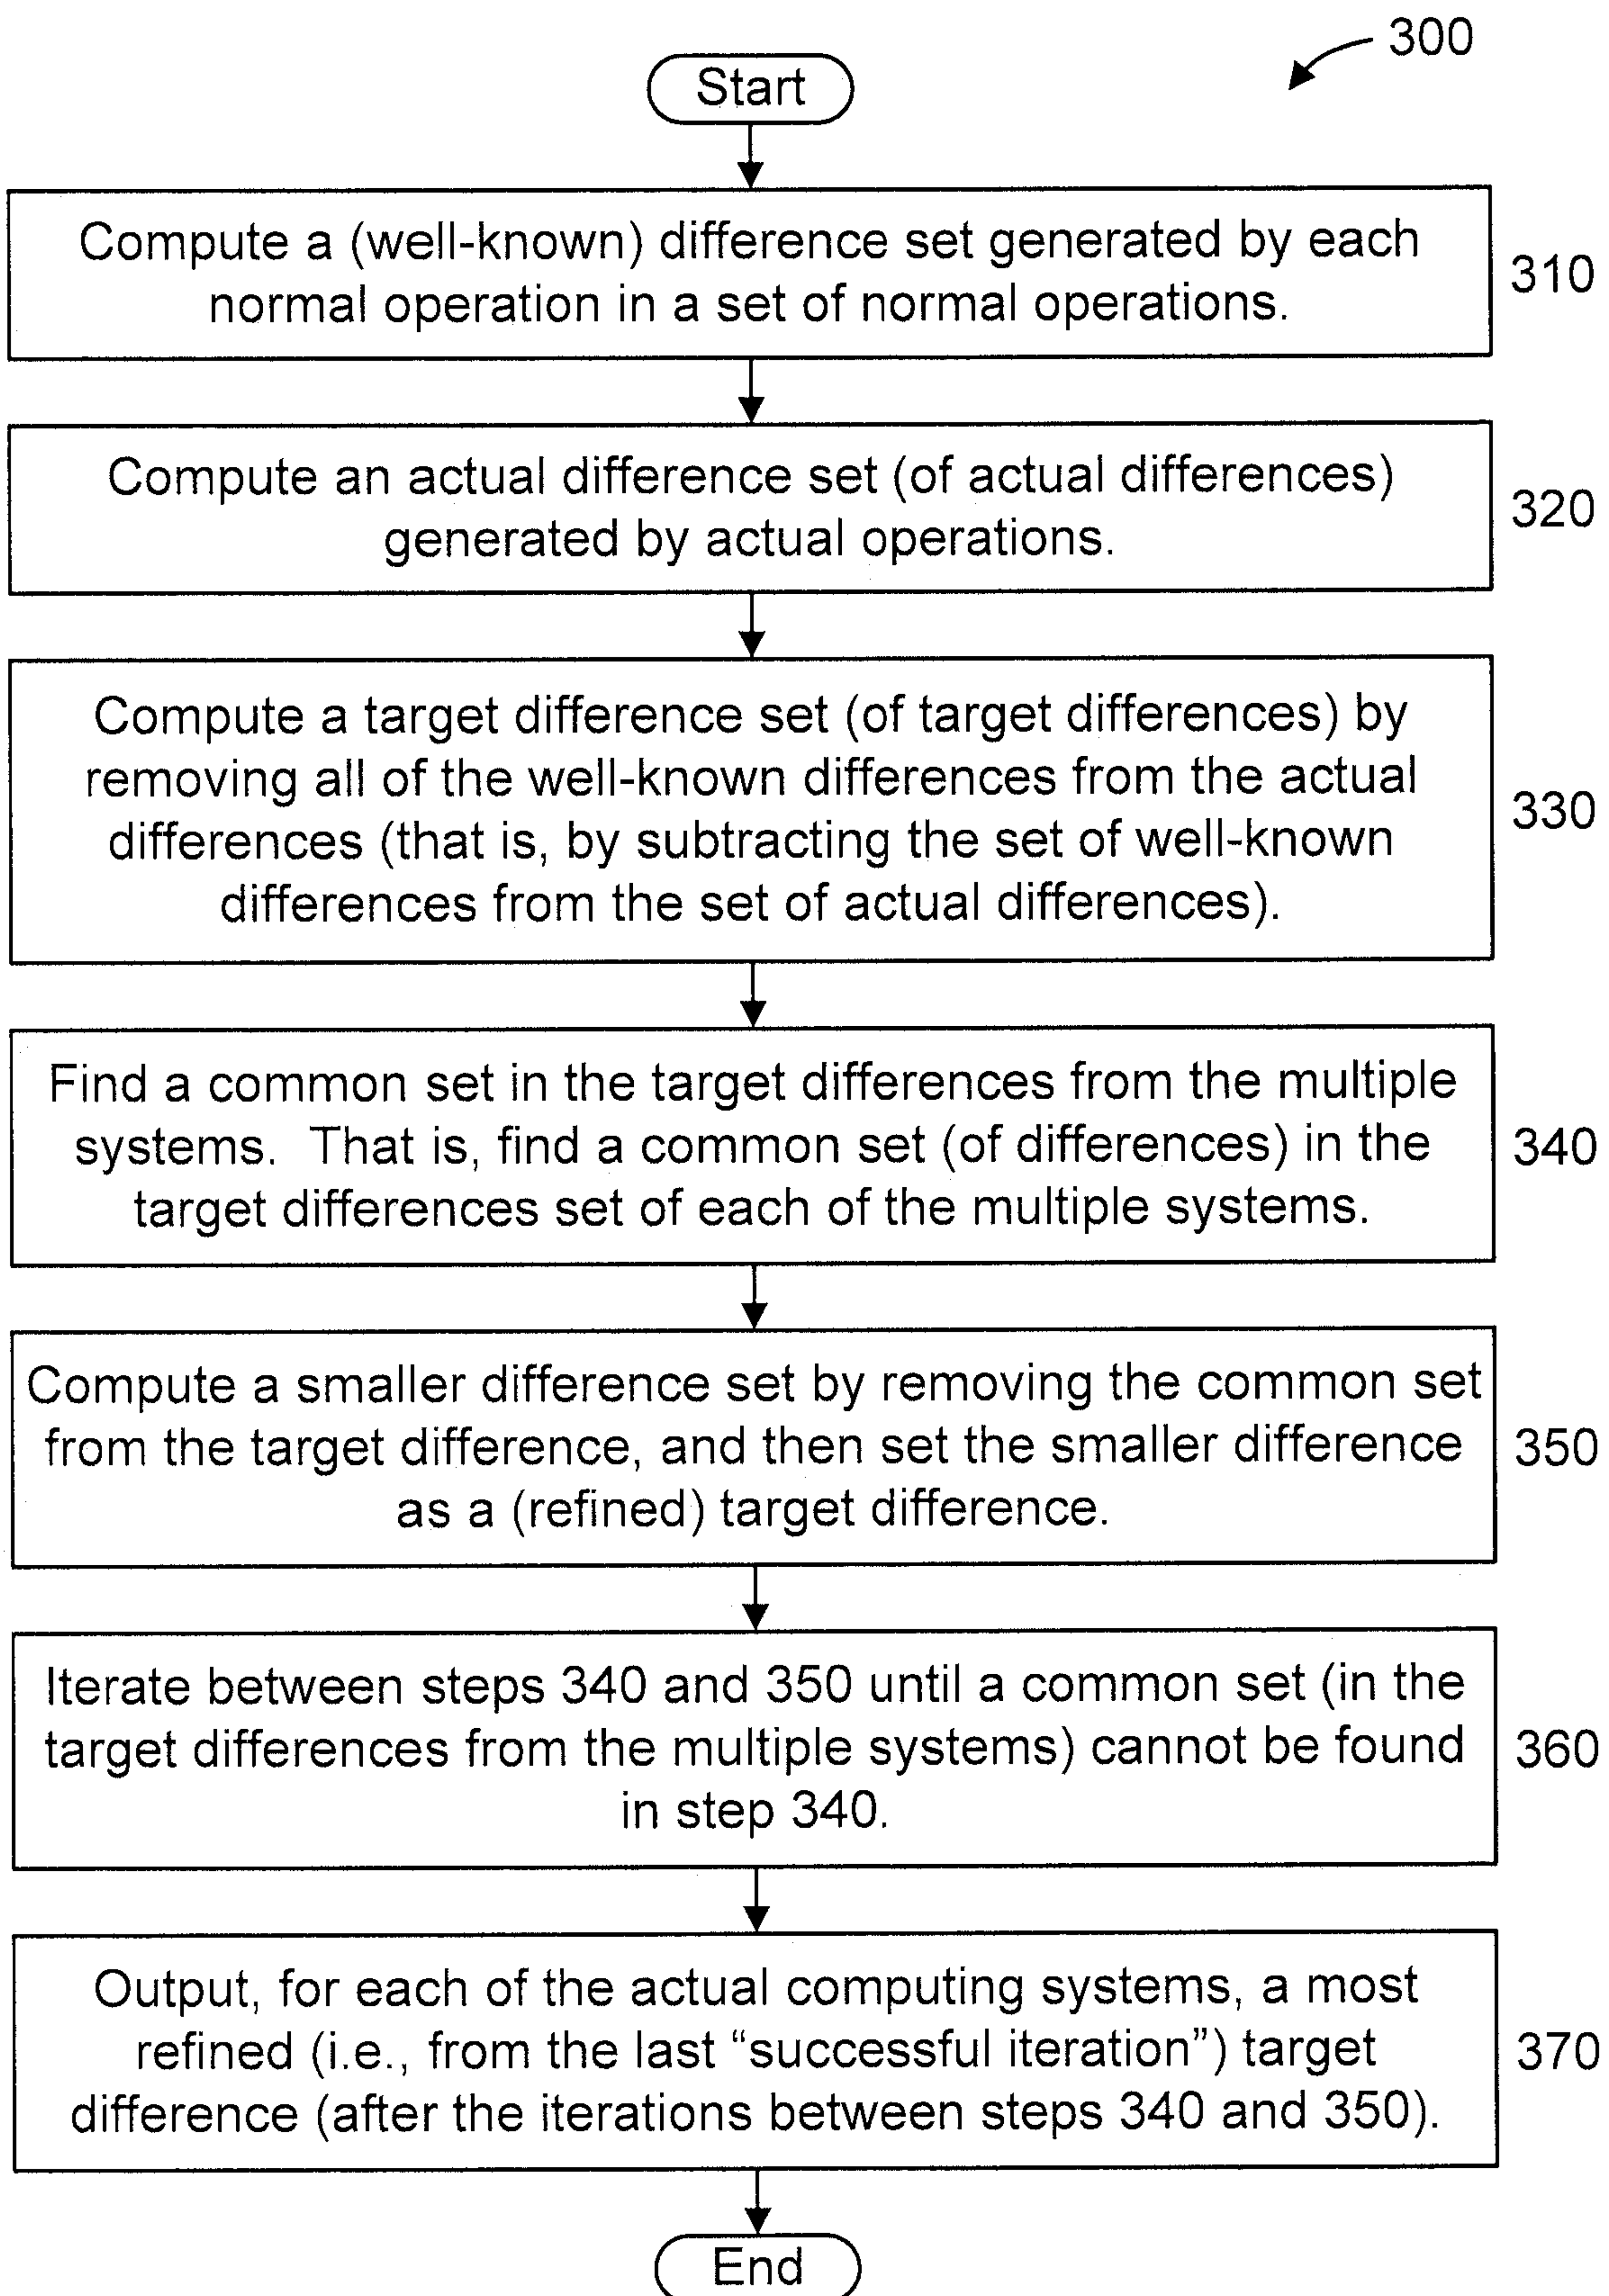 300
Start
Compute a (well-known) difference set generated by each
normal operation in a set of normal operations.
310
Compute an actual difference set (of actual differences)
generated by actual operations.
320
Compute a target difference set (of target differences) by
removing all of the well-known differences from the actual
differences (that is, by subtracting the set of well-known
differences from the set of actual differences).
330
Find a common set in the target differences from the multiple
systems. That is, find a common set (of differences) in the
target differences set of each of the multiple systems.
340
Compute a smaller difference set by removing the common set
from the target difference, and then set the smaller difference
as a (refined) target difference.
350
Iterate between steps 340 and 350 until a common set (in the
target differences from the multiple systems) cannot be found
in step 340.
360
Output, for each of the actual computing systems, a most
refined (i.e., from the last “successful iteration”) target
difference (after the iterations between steps 340 and 350).
370
End